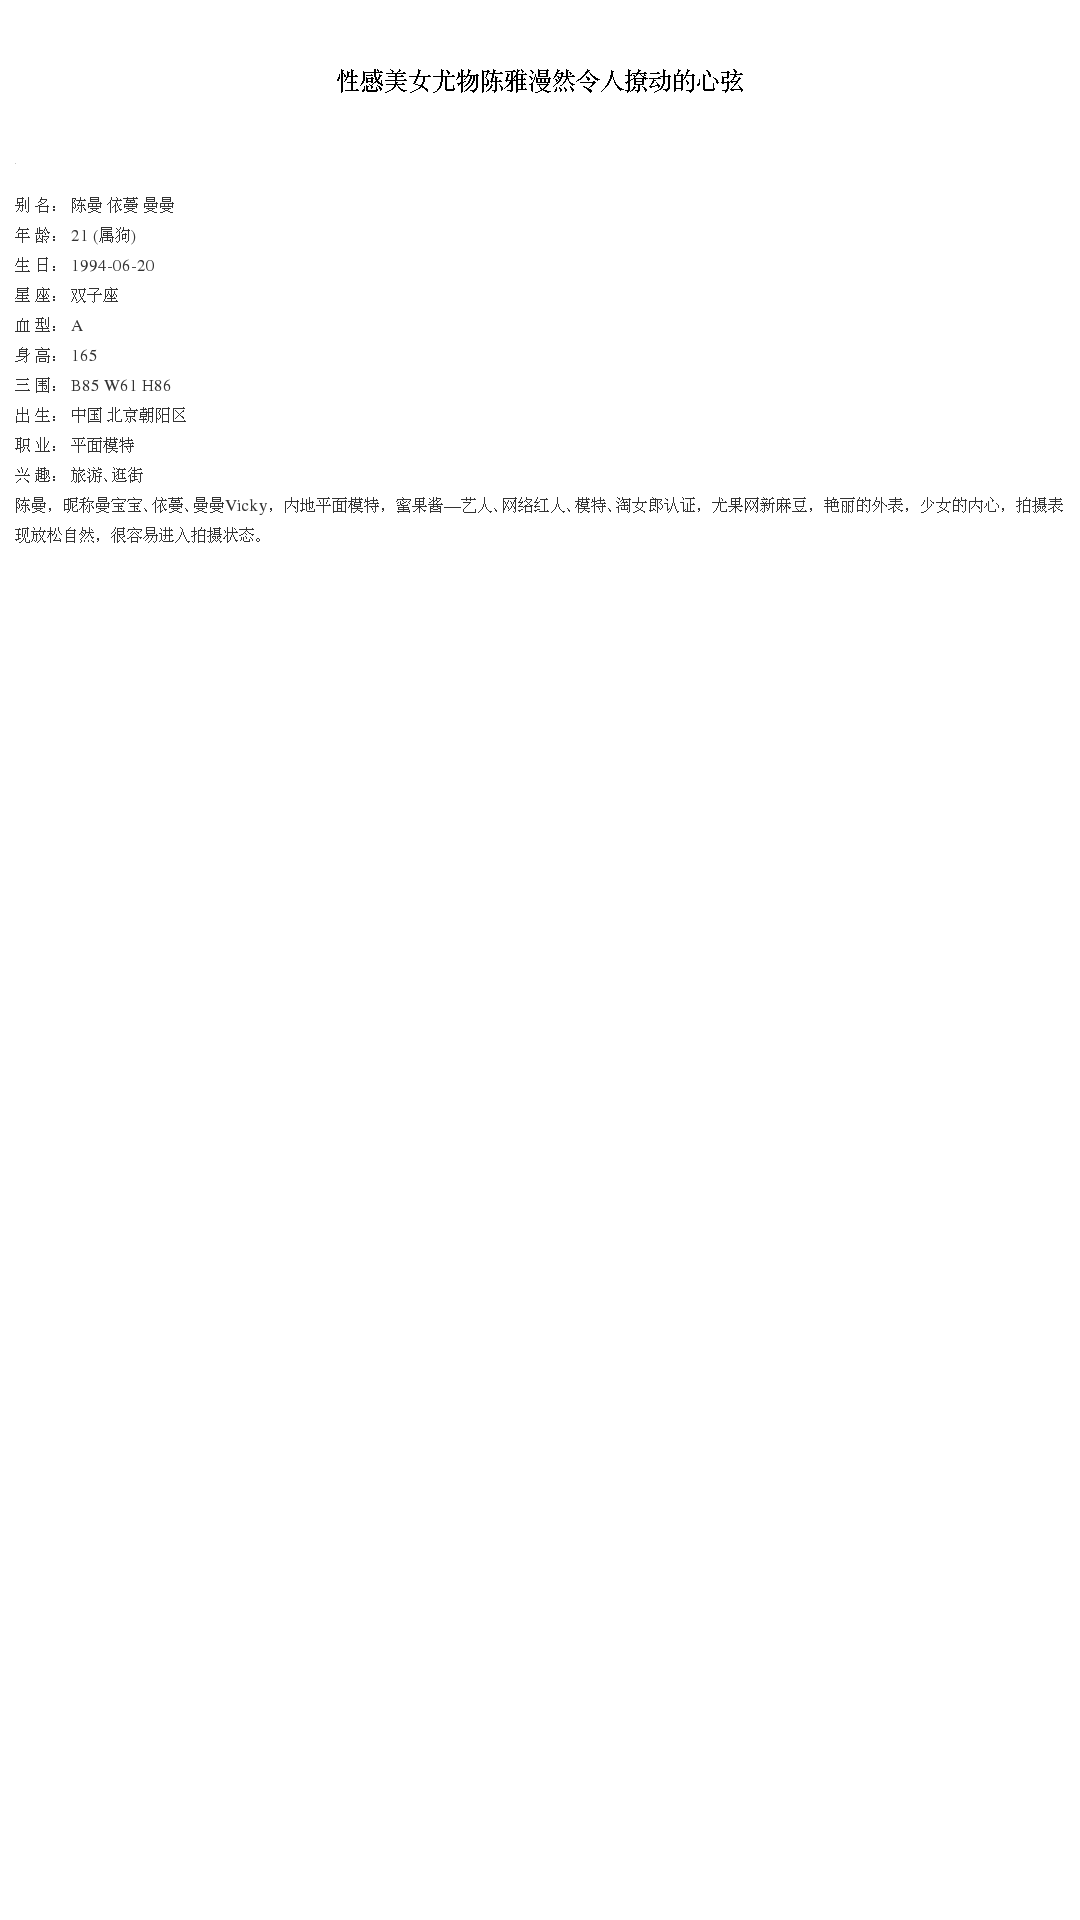 性感美女尤物陈雅漫然令人撩动的心弦
别 名： 陈曼 依蔓 曼曼
年 龄： 21 (属狗)
生 日： 1994-06-20
星 座： 双子座
血 型： A
身 高： 165
三 围： B85 W61 H86
出 生： 中国 北京朝阳区
职 业： 平面模特
兴 趣： 旅游、逛街
陈曼，昵称曼宝宝、依蔓、曼曼Vicky，内地平面模特，蜜果酱—艺人、网络红人、模特、淘女郎认证，尤果网新麻豆，艳丽的外表，少女的内心，拍摄表
现放松自然，很容易进入拍摄状态。